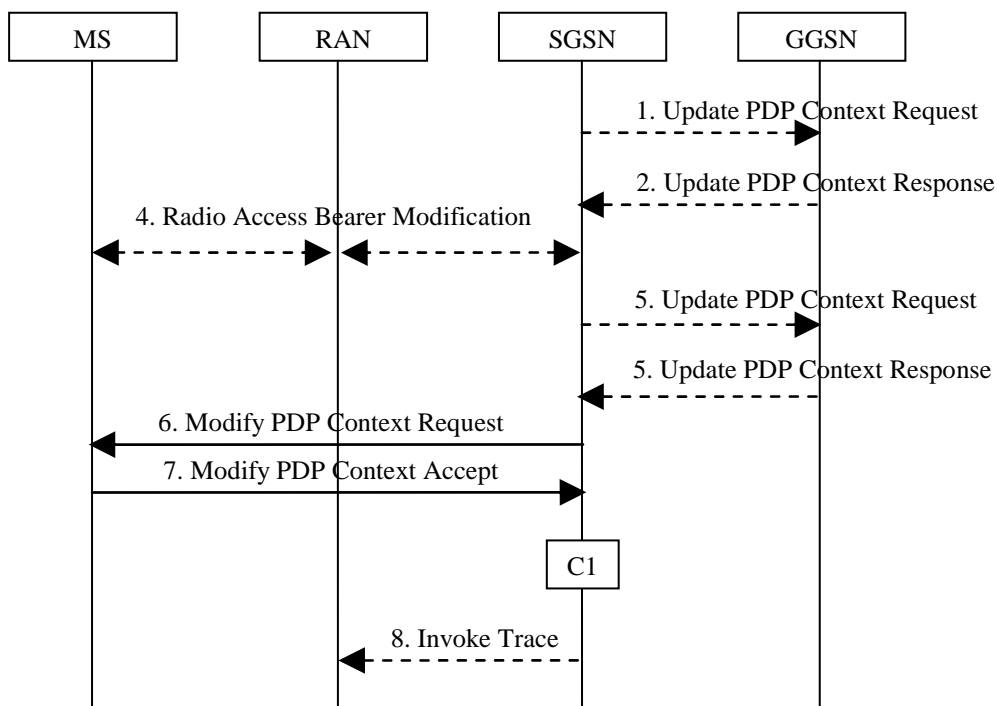 MS
RAN
SGSN
GGSN
1. Update PDP Context Request
2. Update PDP Context Response
4. Radio Access Bearer Modification
5. Update PDP Context Request
5. Update PDP Context Response
6. Modify PDP Context Request
7. Modify PDP Context Accept
C1
8. Invoke Trace